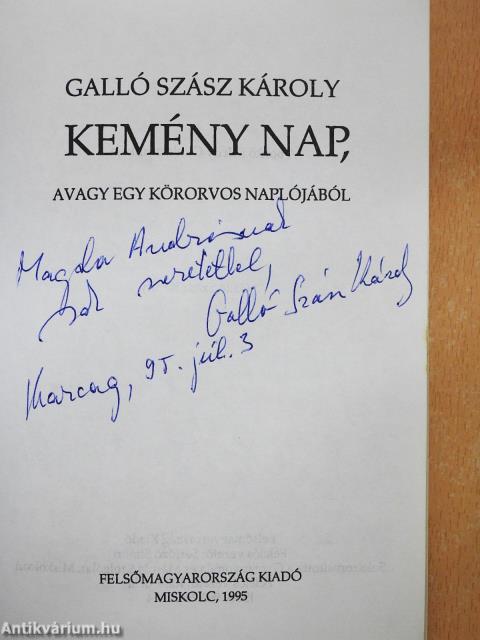 GALLÓ SZÁSZ KÁROLY
KEMÉNY NAP,
AVAGY EGY KÖRORVOS NAPLÓJÁBÓL
Magda Andrásnak
sok szeretettel,
Galló Szász Károly
Karcag, 95. júl. 3
FELSŐMAGYARORSZÁG KIADÓ
MISKOLC, 1995
Antikvárium.hu